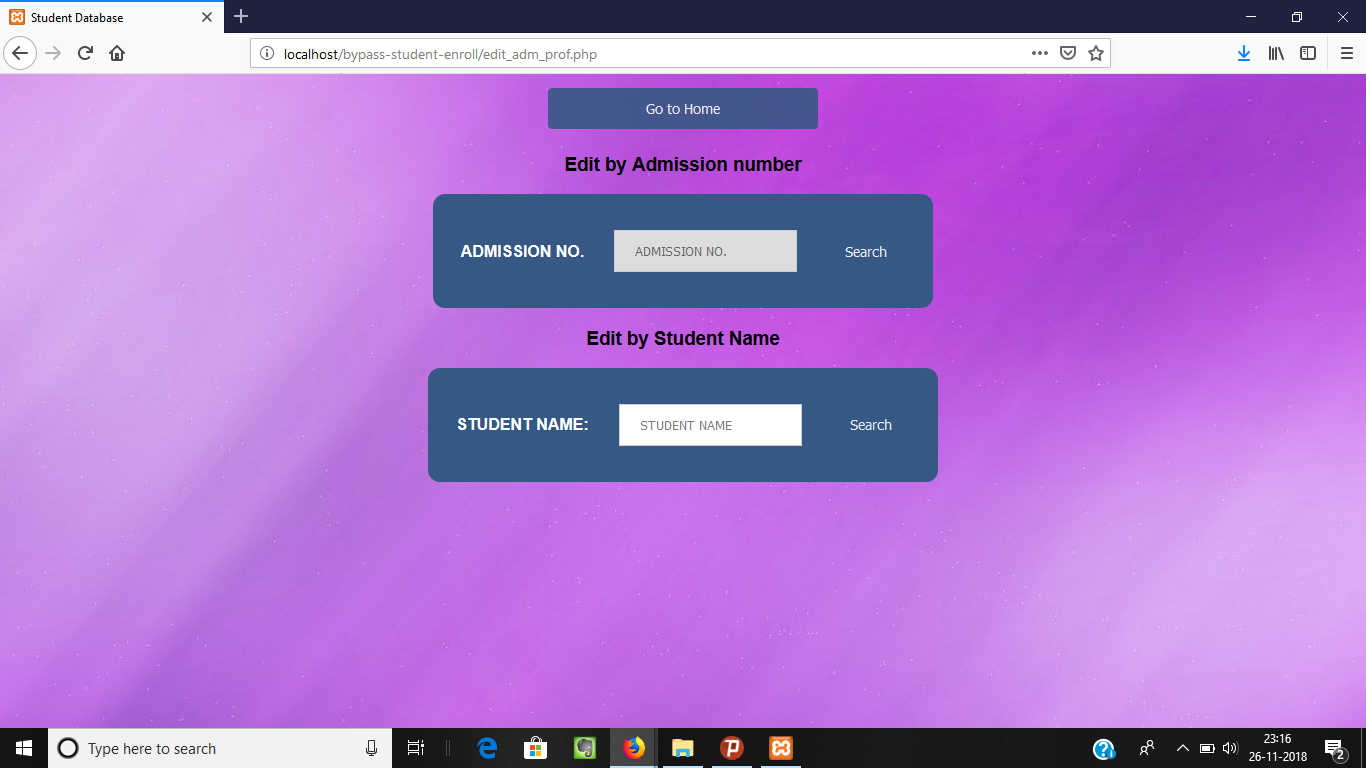 Student Database
localhost/bypass-student-enroll/edit_adm_prof.php
Go to Home
Edit by Admission number
ADMISSION NO. ADMISSION NO. Search
Edit by Student Name
STUDENT NAME: STUDENT NAME Search
Type here to search
23:16
26-11-2018
2